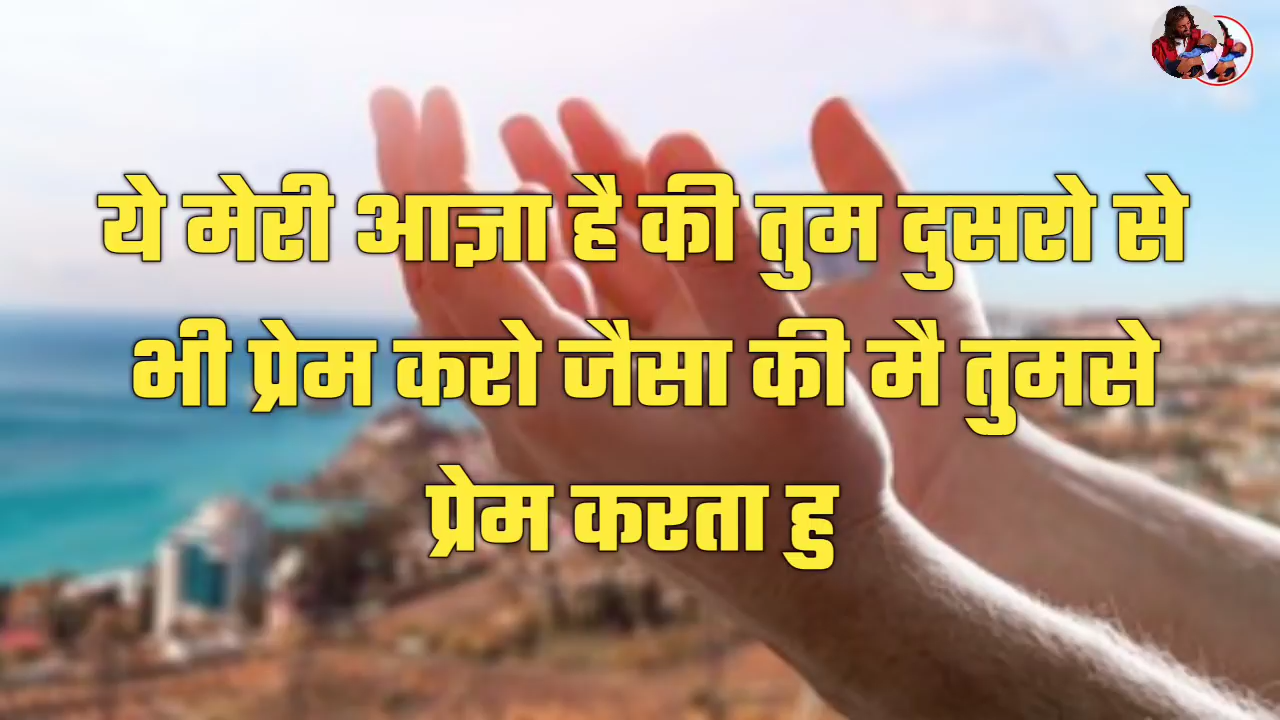 ये मेरी आज्ञा है की तुम दुसरो से
भी प्रेम करो जैसा की मै तुमसे
प्रेम करता हु